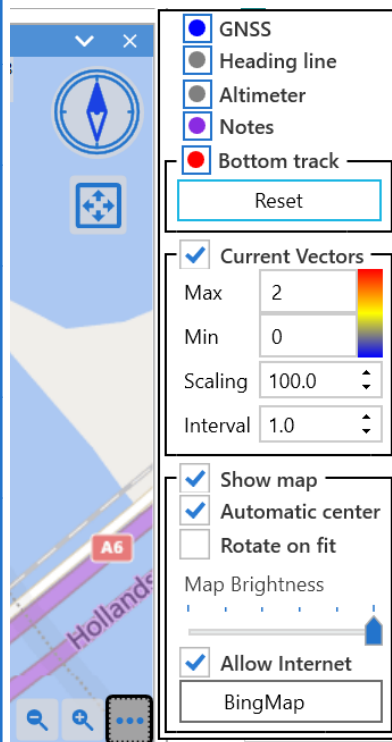 GNSS
Heading line
Altimeter
Notes
Bottom track
Reset
Current Vectors
Max 2
Min 0
Scaling 100.0
Interval 1.0
Show map
Automatic center
Rotate on fit
Map Brightness
Allow Internet
BingMap
A6
Hollands